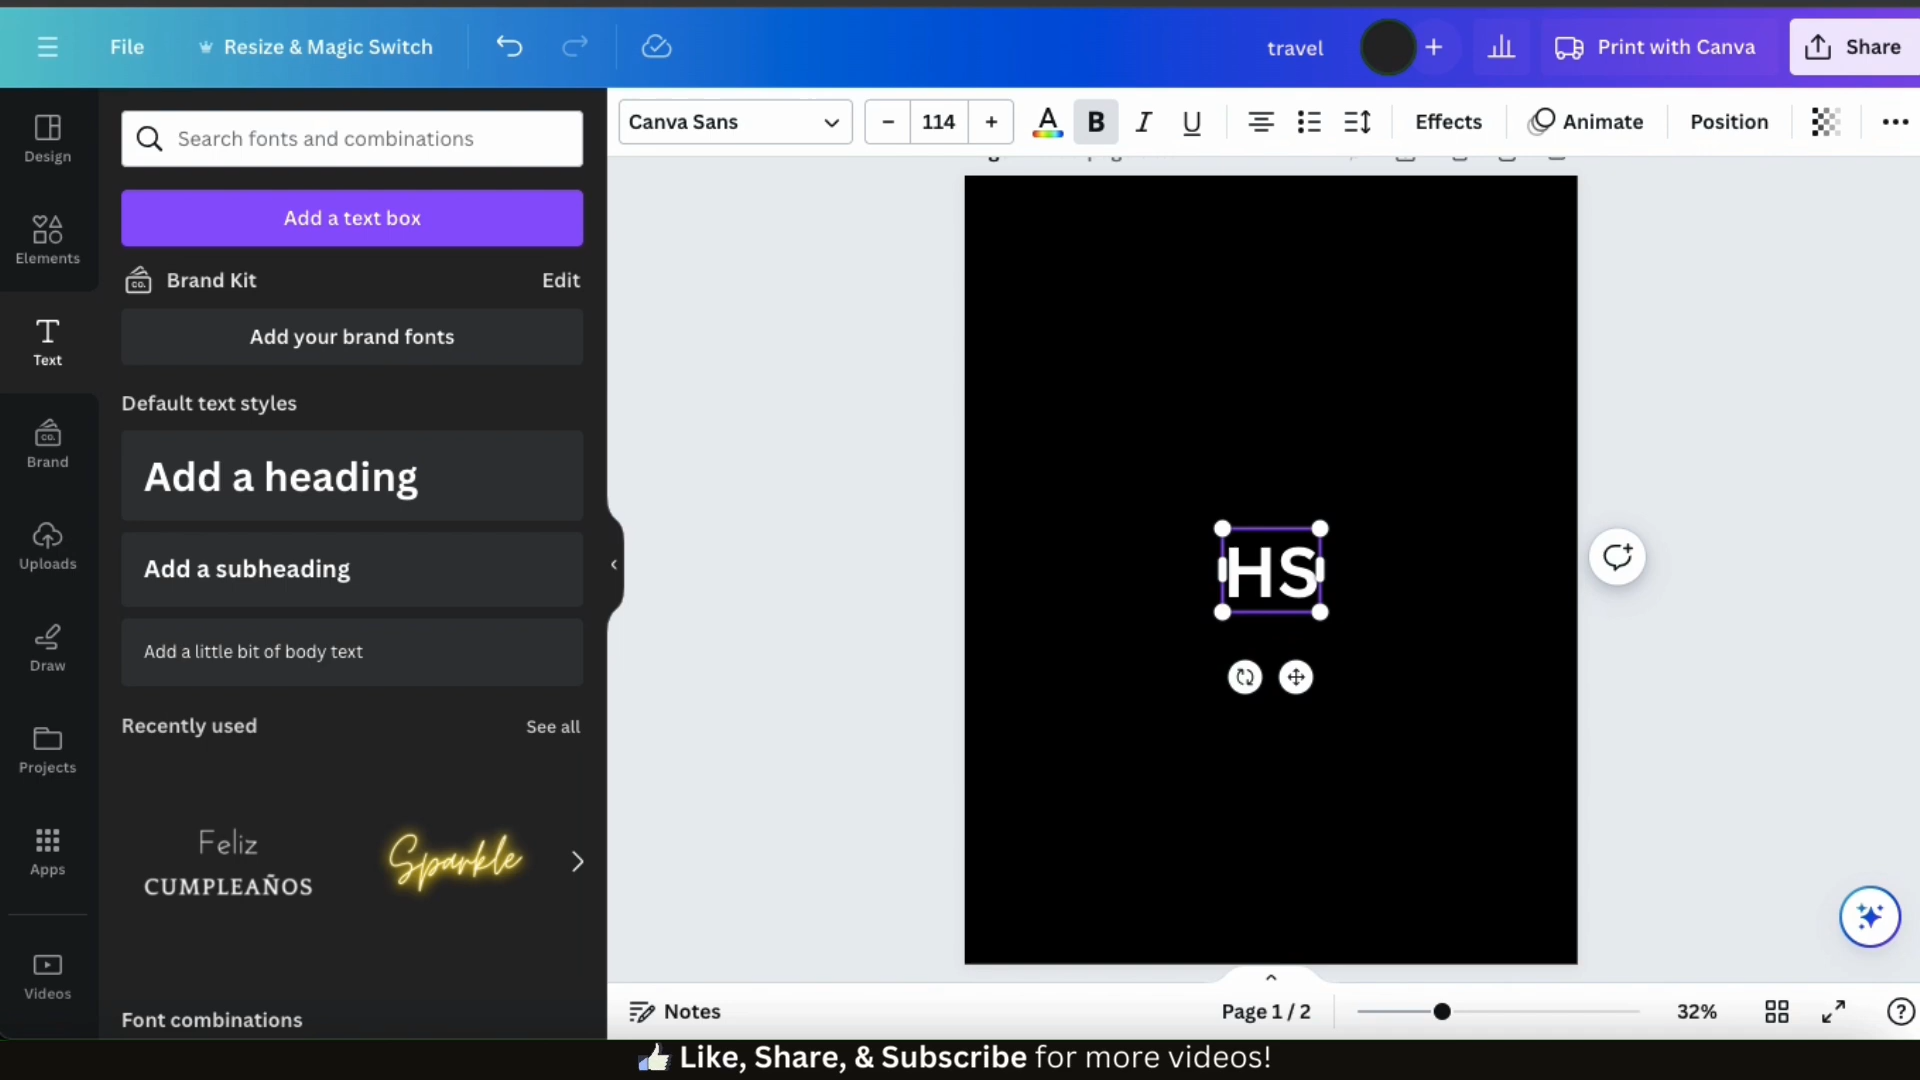 File
Resize & Magic Switch
travel
Print with Canva
Share
Design
Elements
Text
Brand
Uploads
Draw
Projects
Apps
Videos
Search fonts and combinations
Add a text box
CO.
Brand Kit
Edit
Add your brand fonts
Default text styles
Add a heading
Add a subheading
Add a little bit of body text
Recently used
See all
Feliz
CUMPLEAÑOS
Sparkle
Font combinations
Canva Sans
114
A
B
I
U
Effects
Animate
Position
HS
Notes
Page 1 / 2
32%
Like, Share, & Subscribe for more videos!